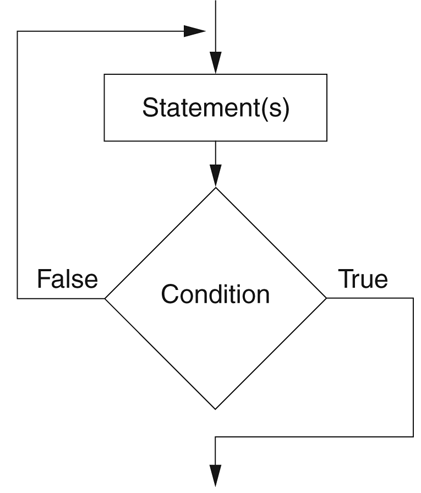 Statement(s)
False
True
Condition